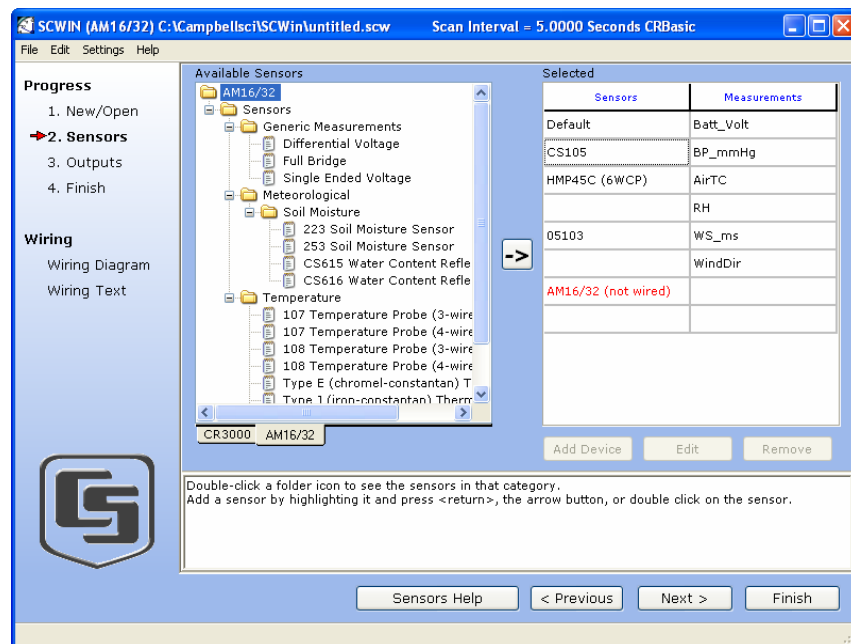 SCWIN (AM16/32) C:\Campbellsci\SCWin\untitled.scw Scan Interval = 5.0000 Seconds CRBasic
File Edit Settings Help
Progress
1. New/Open
2. Sensors
3. Outputs
4. Finish
Wiring
Wiring Diagram
Wiring Text
Available Sensors
AM16/32
Sensors
Generic Measurements
Differential Voltage
Full Bridge
Single Ended Voltage
Meteorological
Soil Moisture
223 Soil Moisture Sensor
253 Soil Moisture Sensor
CS615 Water Content Refle
CS616 Water Content Refle
Temperature
107 Temperature Probe (3-wire
107 Temperature Probe (4-wire
108 Temperature Probe (3-wire
108 Temperature Probe (4-wire
Type E (chromel-constantan) T
Type J (iron-constantan) Therm
CR3000 AM16/32
->
Selected
Sensors Measurements
Default Batt_Volt
CS105 BP_mmHg
HMP45C (6WCP) AirTC
RH
05103 WS_ms
WindDir
AM16/32 (not wired)
Add Device Edit Remove
Double-click a folder icon to see the sensors in that category.
Add a sensor by highlighting it and press <return>, the arrow button, or double click on the sensor.
Sensors Help < Previous Next > Finish